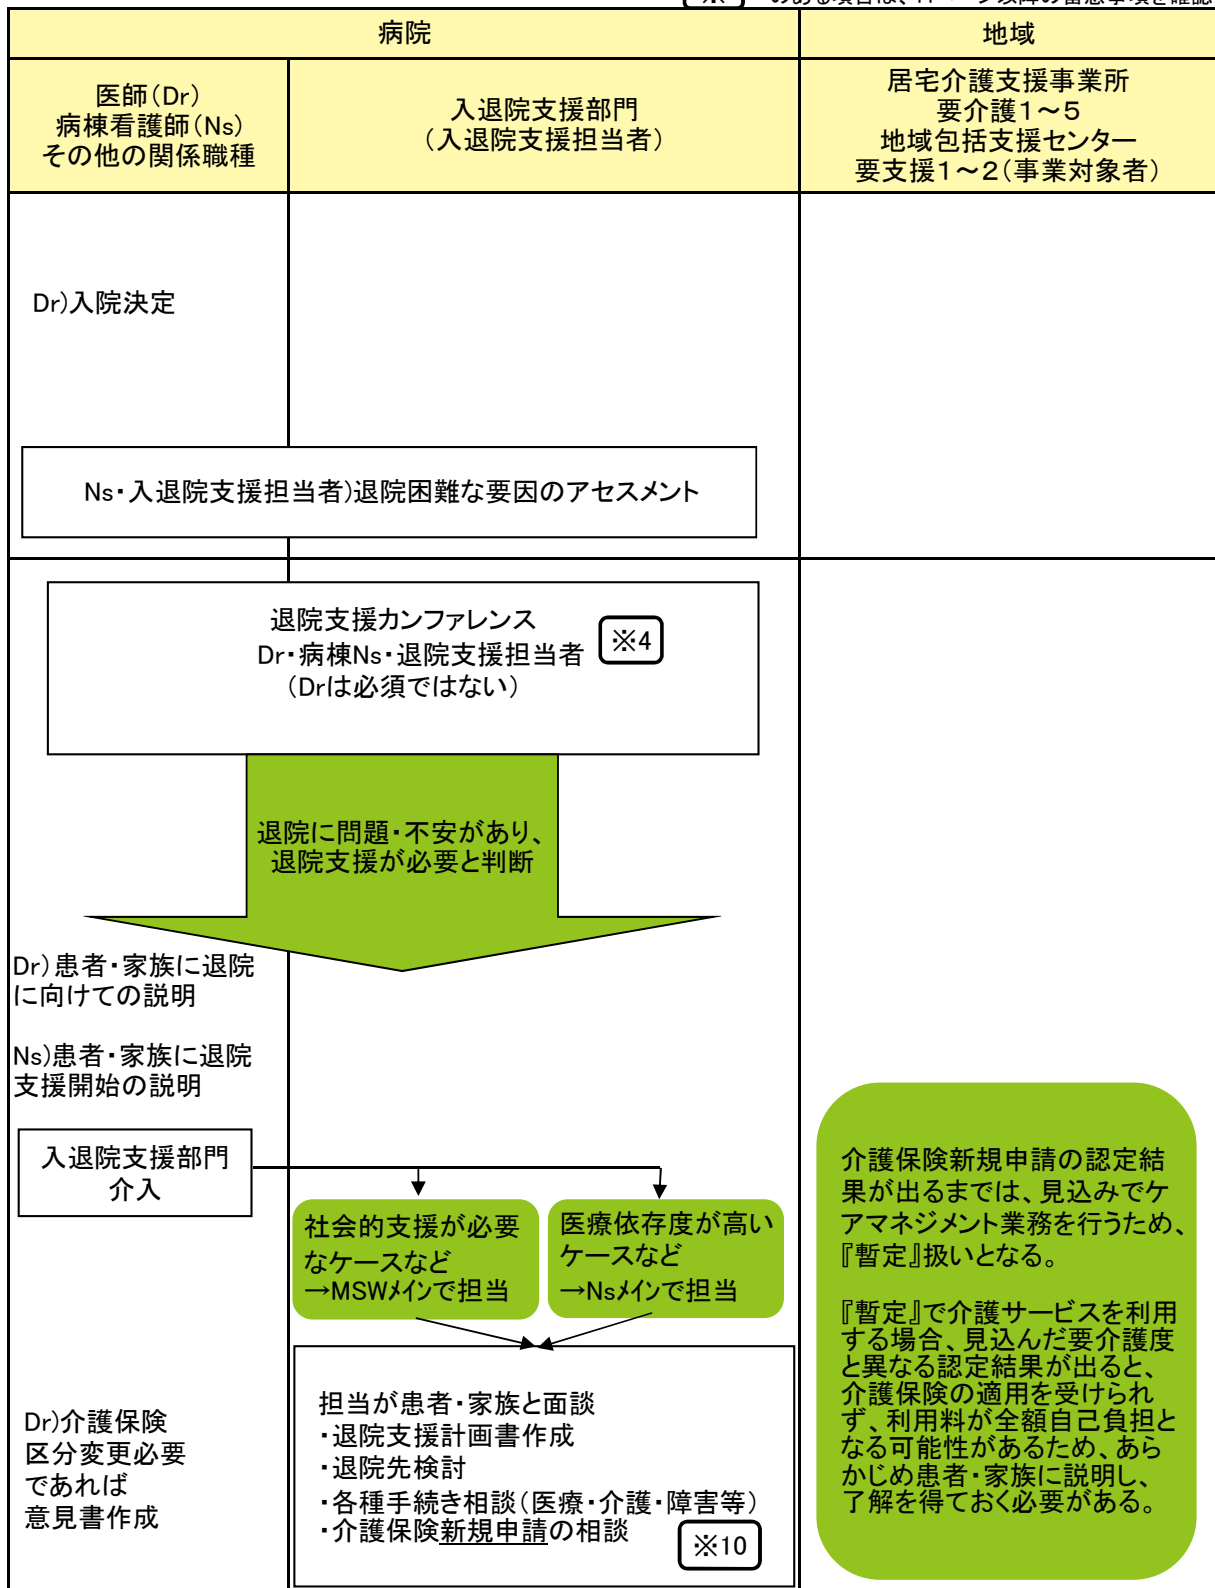 ※
病院
地域
医師(Dr)
病棟看護師(Ns)
その他の関係職種
入退院支援部門
(入退院支援担当者)
居宅介護支援事業所
要介護1～5
地域包括支援センター
要支援1～2(事業対象者)
Dr)入院決定
Ns・入退院支援担当者)退院困難な要因のアセスメント
退院支援カンファレンス
Dr・病棟Ns・退院支援担当者
(Drは必須ではない)
※4
退院に問題・不安があり、
退院支援が必要と判断
Dr)患者・家族に退院
に向けての説明
Ns)患者・家族に退院
支援開始の説明
入退院支援部門
介入
社会的支援が必要
なケースなど
→MSWメインで担当
医療依存度が高い
ケースなど
→Nsメインで担当
Dr)介護保険
区分変更必要
であれば
意見書作成
担当が患者・家族と面談
・退院支援計画書作成
・退院先検討
・各種手続き相談(医療・介護・障害等)
・介護保険新規申請の相談
※10
介護保険新規申請の認定結
果が出るまでは、見込みでケ
アマネジメント業務を行うため、
『暫定』扱いとなる。
『暫定』で介護サービスを利用
する場合、見込んだ要介護度
と異なる認定結果が出ると、
介護保険の適用を受けられ
ず、利用料が全額自己負担と
なる可能性があるため、あら
かじめ患者・家族に説明し、
了解を得ておく必要がある。